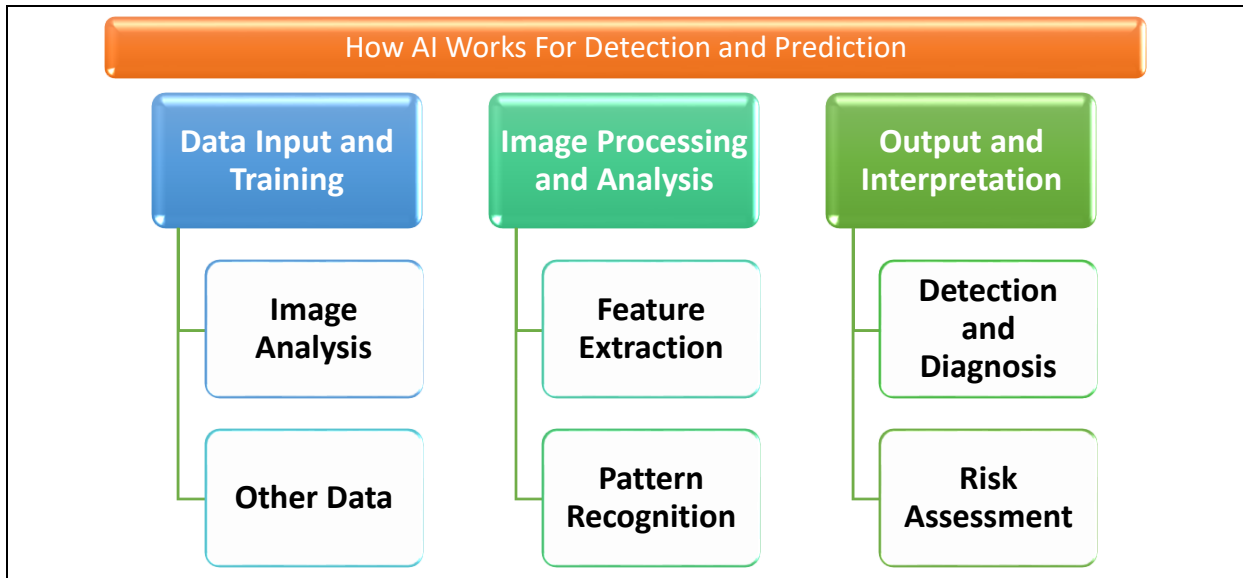 How AI Works For Detection and Prediction
Data Input and
Training
Image
Analysis
Other Data
Image Processing
and Analysis
Feature
Extraction
Pattern
Recognition
Output and
Interpretation
Detection
and
Diagnosis
Risk
Assessment